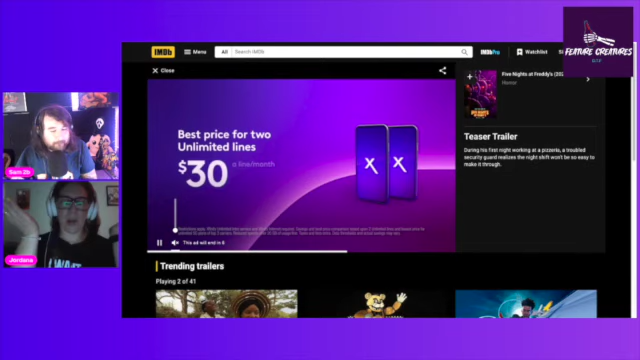 IMDb
Menu
All
Search IMDb
IMDbPro
Watchlist
FEATURE CREATURES
Close
Five Nights at Freddy's (202
Horror
Best price for two
Unlimited lines
$30
a line/month
Teaser Trailer
During his first night working at a pizzeria, a troubled
security guard realizes the night shift won't be so easy
to make it through.
Jordana
This ad will end in 6
Trending trailers
Playing 2 of 41